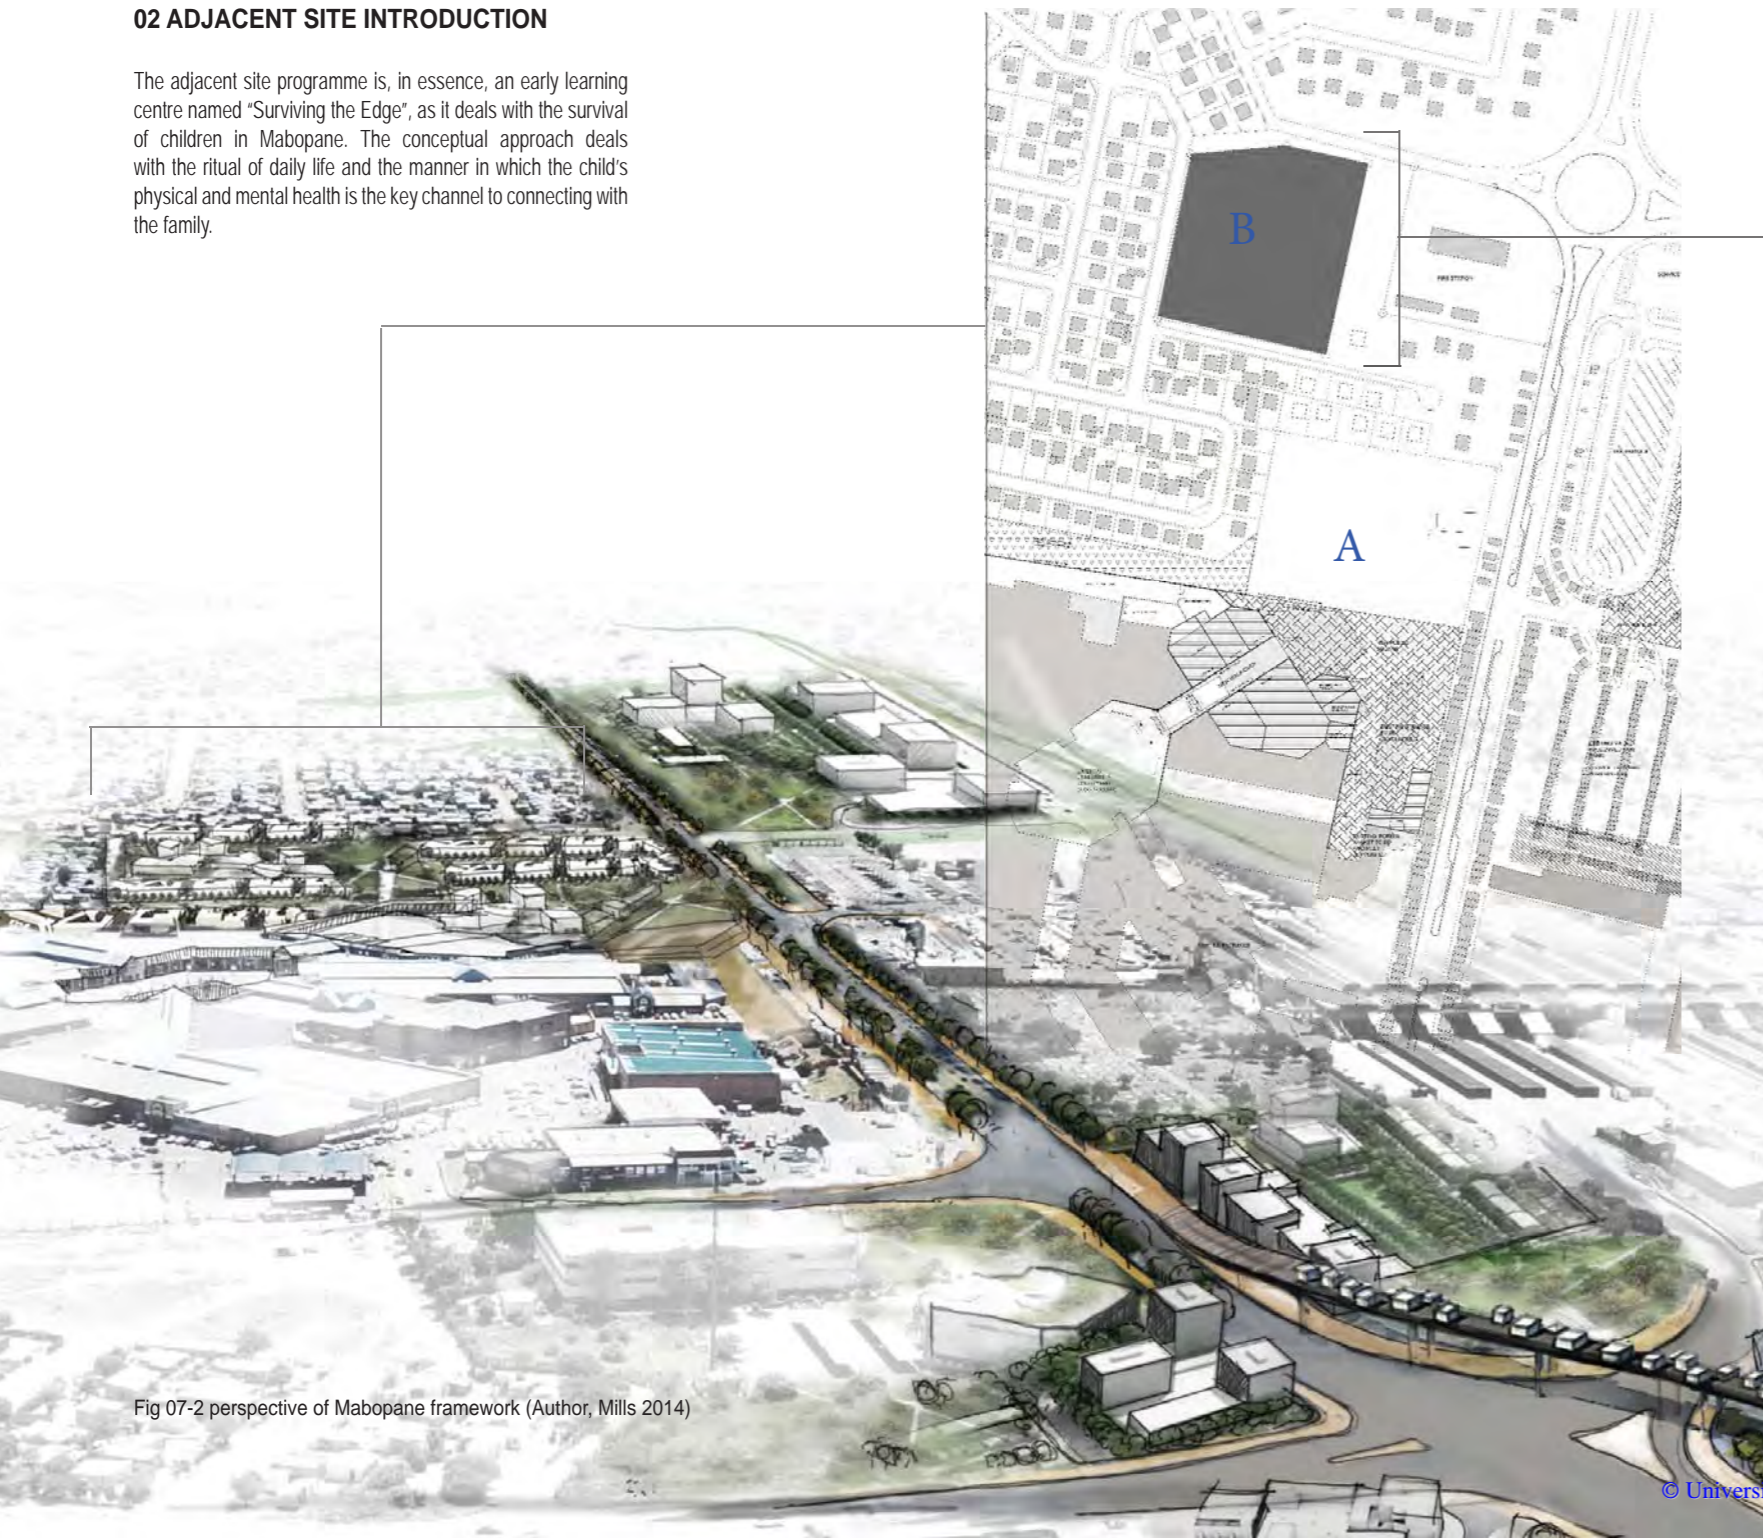 02 ADJACENT SITE INTRODUCTION
The adjacent site programme is, in essence, an early learning
centre named “Surviving the Edge”, as it deals with the survival
of children in Mabopane. The conceptual approach deals
with the ritual of daily life and the manner in which the child’s
physical and mental health is the key channel to connecting with
the family.
B
FIRE STATION
A
Fig 07-2 perspective of Mabopane framework (Author, Mills 2014)
© Universi